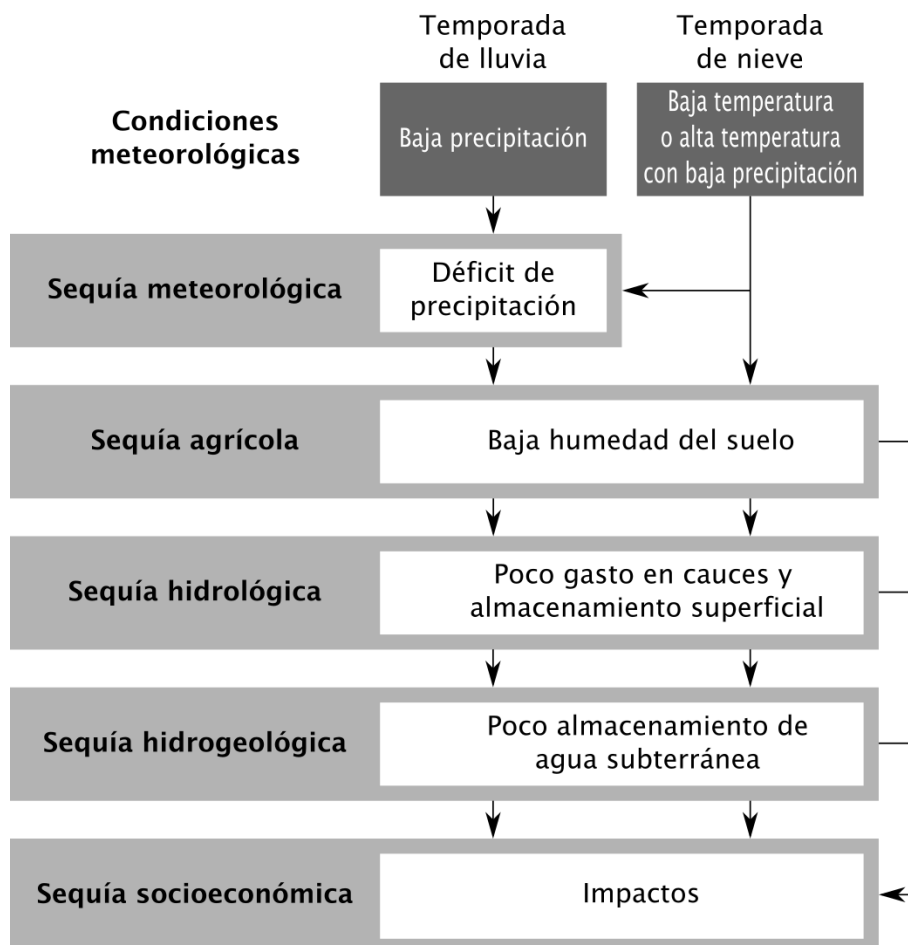 Temporada
de lluvia
Temporada
de nieve
Condiciones
meteorológicas
Baja precipitación
Baja temperatura
o alta temperatura
con baja precipitación
Sequía meteorológica
Déficit de
precipitación
Sequía agrícola
Baja humedad del suelo
Sequía hidrológica
Poco gasto en cauces y
almacenamiento superficial
Sequía hidrogeológica
Poco almacenamiento de
agua subterránea
Sequía socioeconómica
Impactos